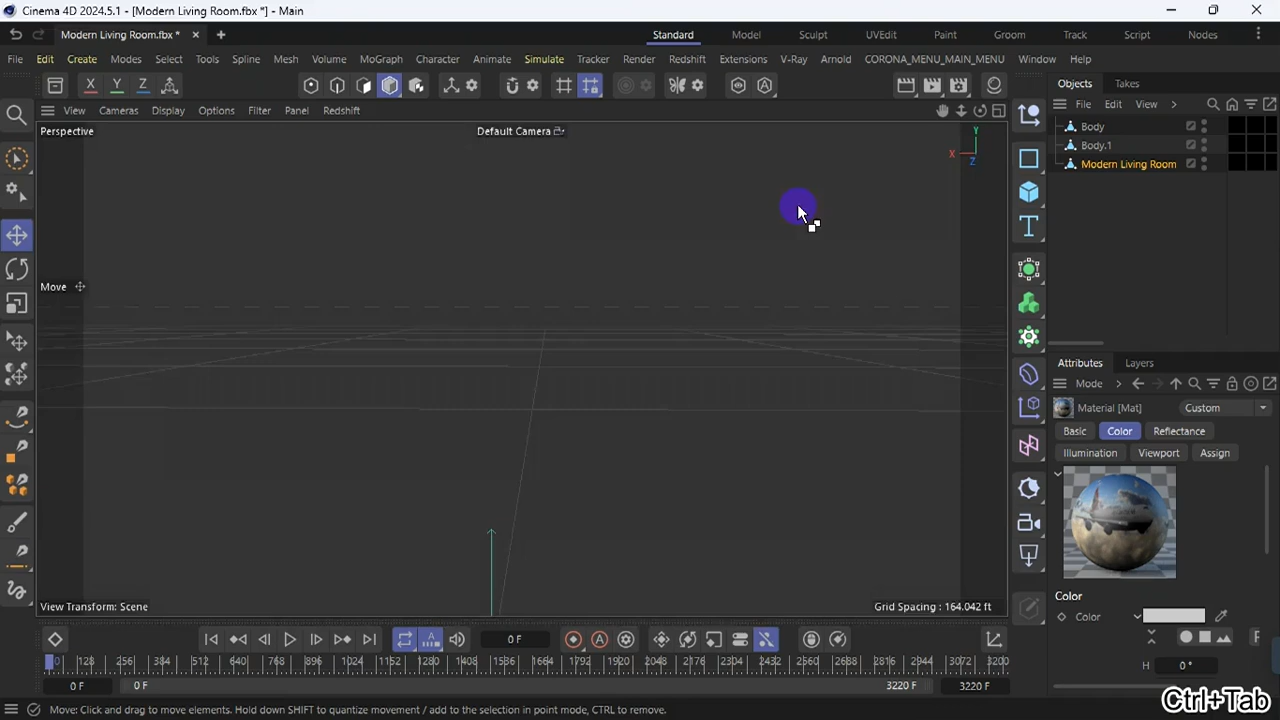 Cinema 4D 2024.5.1 - [Modern Living Room.fbx *] - Main
Modern Living Room.fbx *
Standard Model Sculpt UVEdit Paint Groom Track Script Nodes
File Edit Create Modes Select Tools Spline Mesh Volume MoGraph Character Animate Simulate Tracker Render Redshift Extensions V-Ray Arnold CORONA_MENU_MAIN_MENU Window Help
X Y Z
Objects Takes
View Cameras Display Options Filter Panel Redshift
File Edit View
Perspective
Default Camera
Y
X
Z
Body
Body.1
Modern Living Room
Move
Attributes Layers
Mode
Material [Mat]
Custom
Basic Color Reflectance
Illumination Viewport Assign
Color
Color
H 0 °
View Transform: Scene
Grid Spacing : 164.042 ft
0 F
0 128 256 384 512 640 768 896 1024 1152 1280 1408 1536 1664 1792 1920 2048 2176 2304 2432 2560 2688 2816 2944 3072 3200
0 F 0 F 3220 F 3220 F
Move: Click and drag to move elements. Hold down SHIFT to quantize movement / add to the selection in point mode, CTRL to remove.
Ctrl+Tab